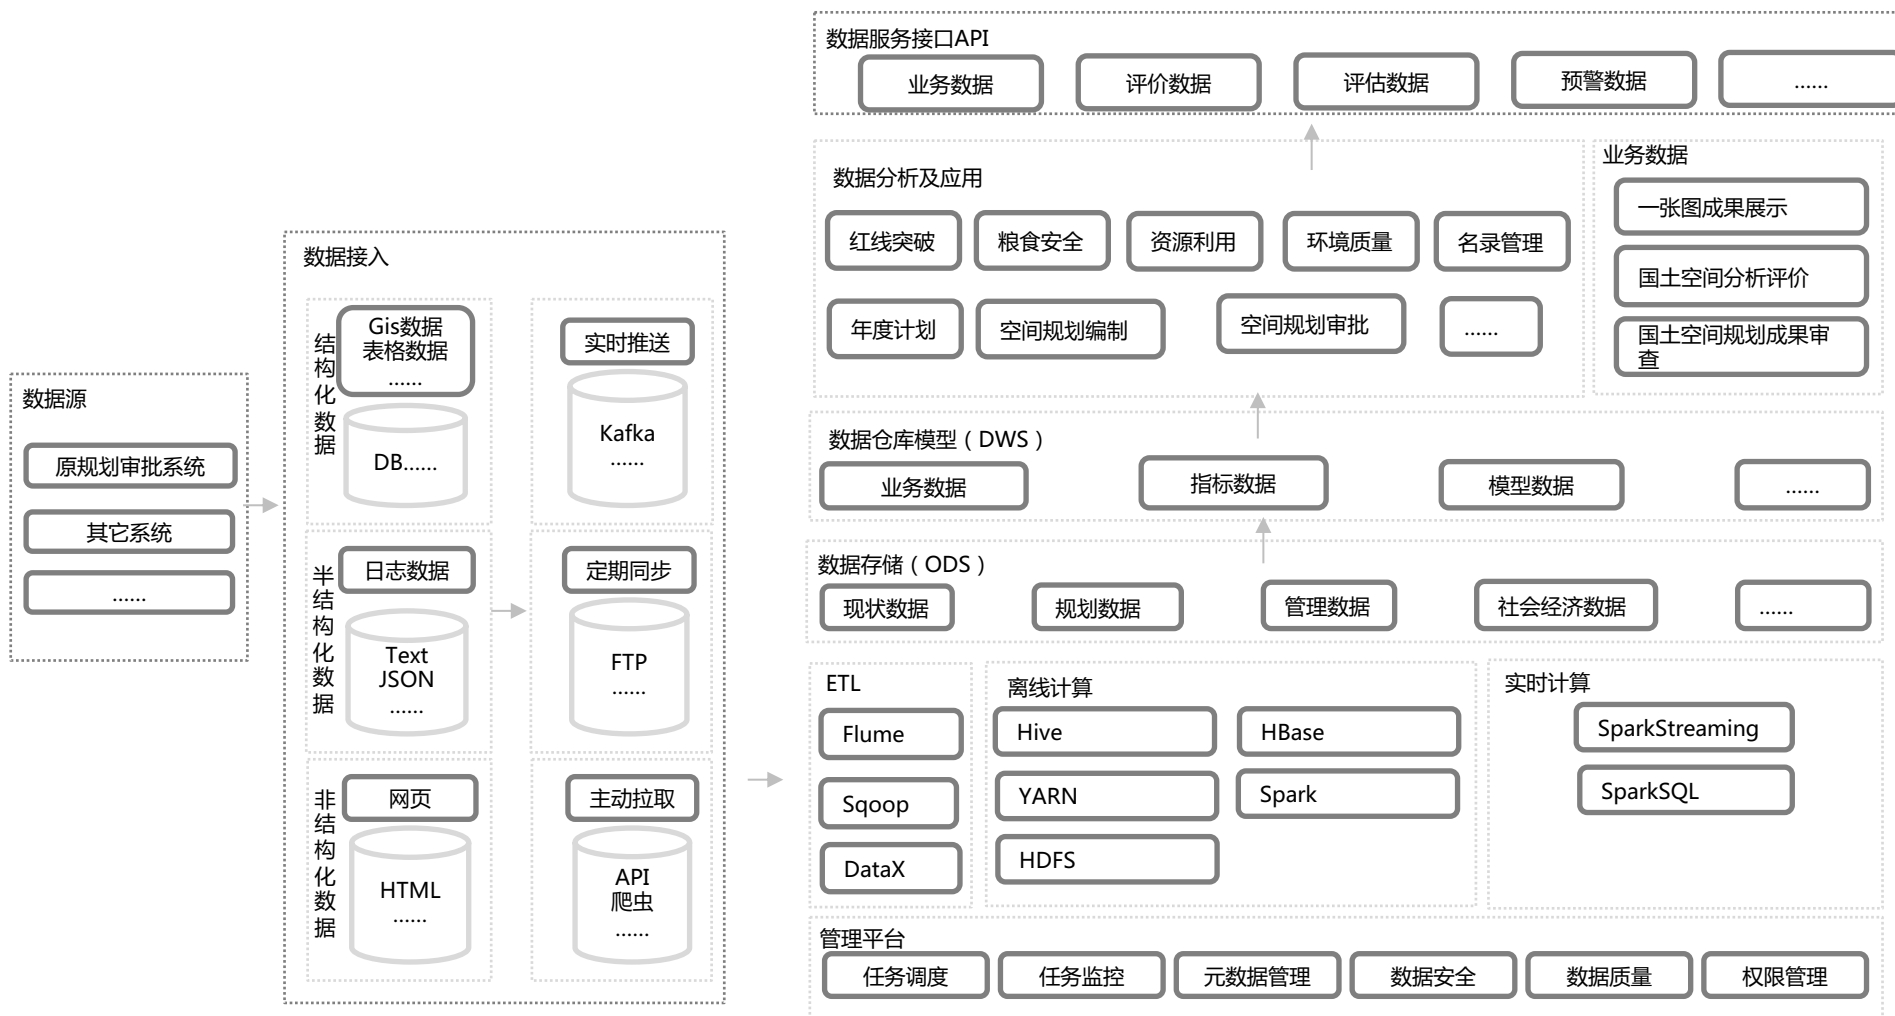 数据源
原规划审批系统
其它系统
......
数据接入
结构化数据
Gis数据
表格数据
......
DB......
实时推送
Kafka
......
半结构化数据
日志数据
Text
JSON
......
定期同步
FTP
......
非结构化数据
网页
HTML
......
主动拉取
API
爬虫
......
数据服务接口API
业务数据
评价数据
评估数据
预警数据
......
数据分析及应用
红线突破
粮食安全
资源利用
环境质量
名录管理
年度计划
空间规划编制
空间规划审批
......
业务数据
一张图成果展示
国土空间分析评价
国土空间规划成果审
查
数据仓库模型（DWS）
业务数据
指标数据
模型数据
......
数据存储（ODS）
现状数据
规划数据
管理数据
社会经济数据
......
ETL
Flume
Sqoop
DataX
离线计算
Hive
HBase
YARN
Spark
HDFS
实时计算
SparkStreaming
SparkSQL
管理平台
任务调度
任务监控
元数据管理
数据安全
数据质量
权限管理